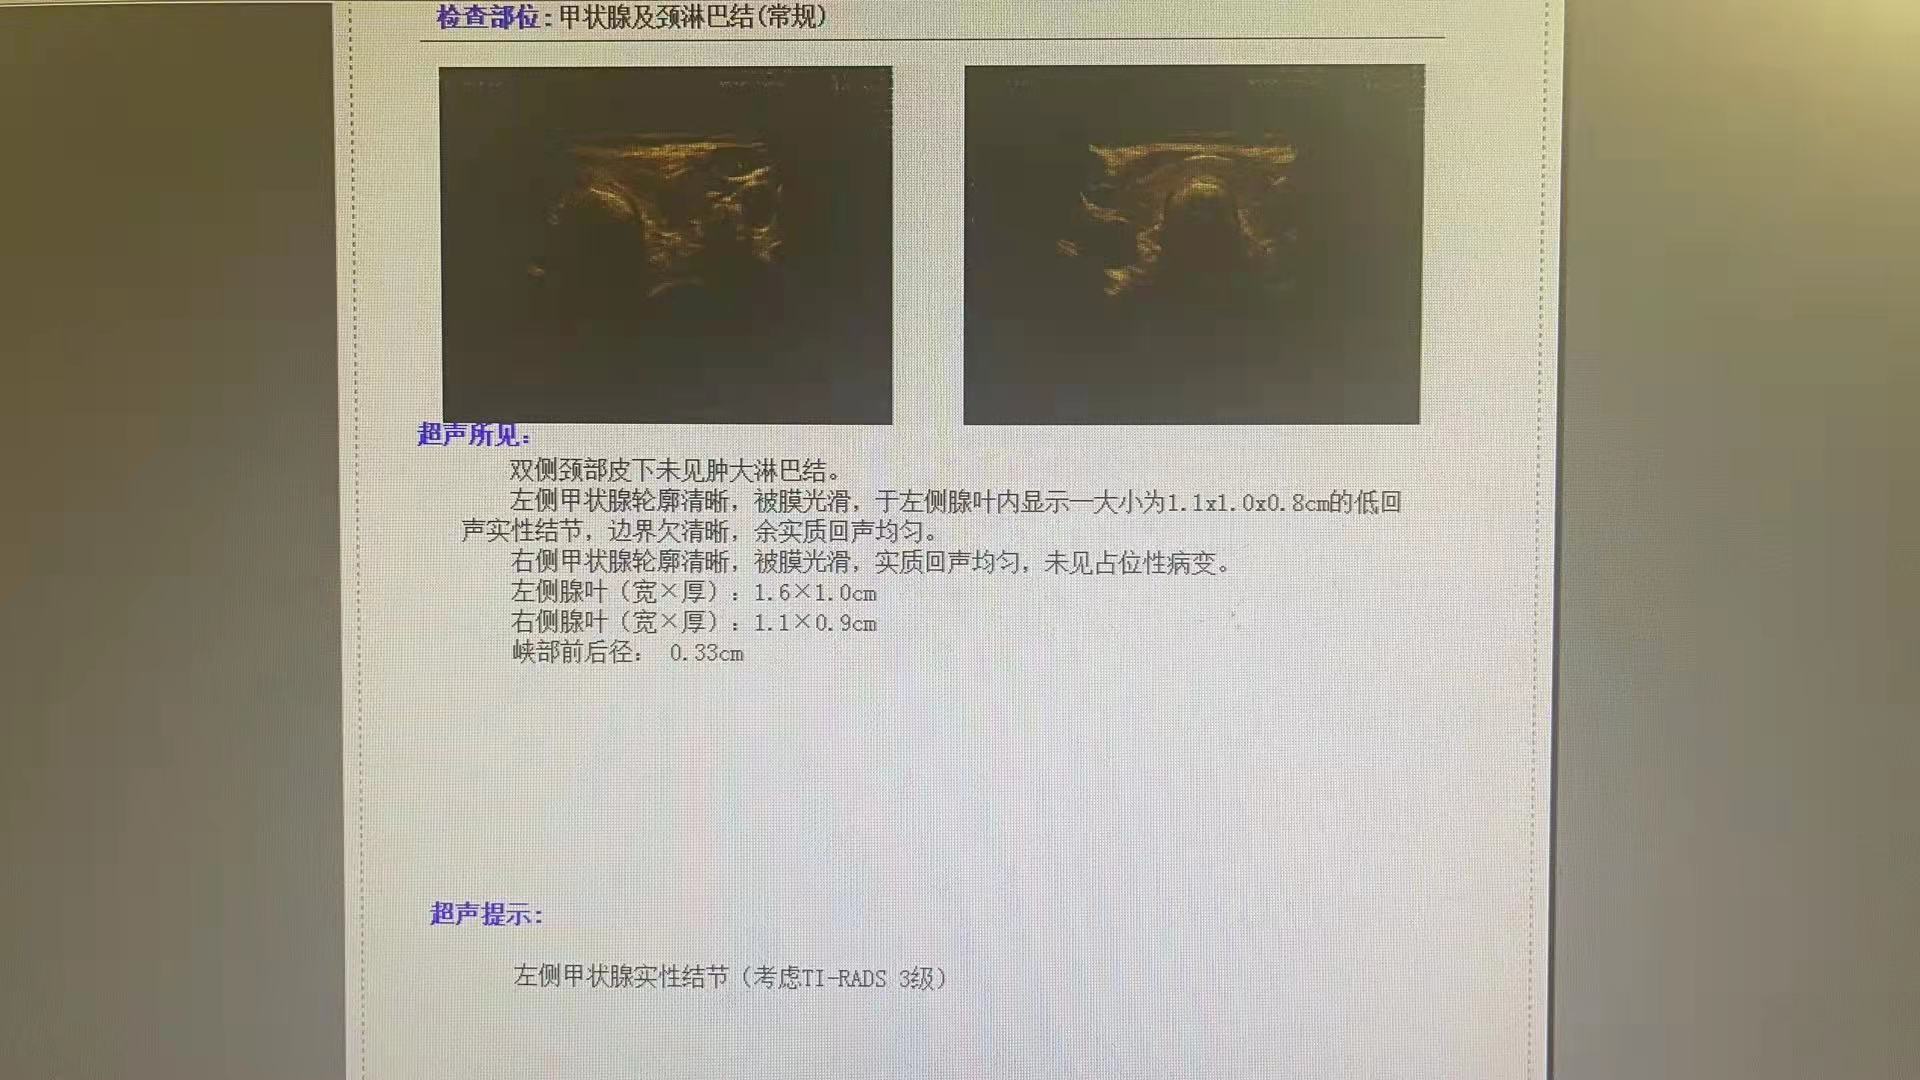 检查部位:甲状腺及颈淋巴结(常规)
超声所见:
双侧颈部皮下未见肿大淋巴结。
左侧甲状腺轮廓清晰，被膜光滑，于左侧腺叶内显示一大小为1.1x1.0x0.8cm的低回
声实性结节，边界欠清晰，余实质回声均匀。
右侧甲状腺轮廓清晰，被膜光滑，实质回声均匀，未见占位性病变。
左侧腺叶（宽×厚）: 1.6×1.0cm
右侧腺叶（宽×厚）: 1.1×0.9cm
峡部前后径: 0.33cm
超声提示:
左侧甲状腺实性结节（考虑TI-RADS 3级）